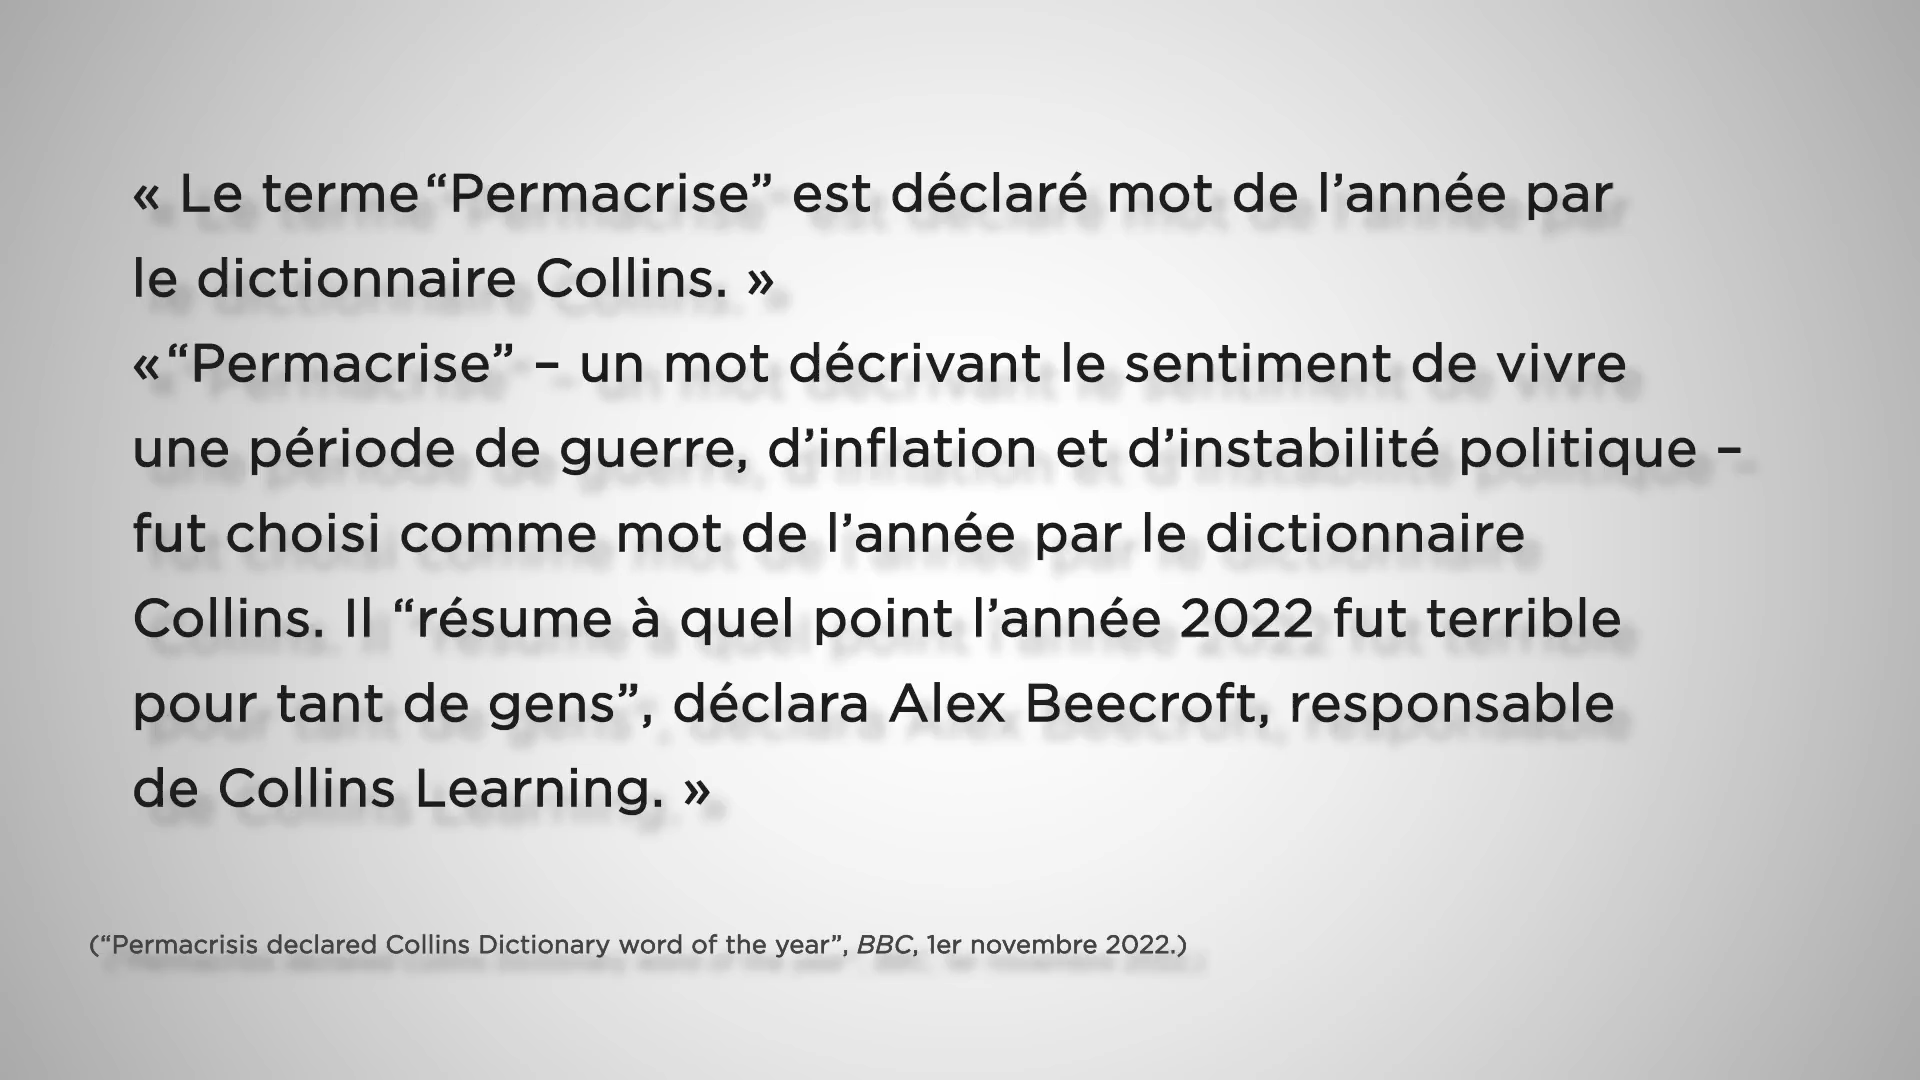 « Le terme “Permacrise” est déclaré mot de l’année par
le dictionnaire Collins. »
« “Permacrise” – un mot décrivant le sentiment de vivre
une période de guerre, d’inflation et d’instabilité politique –
fut choisi comme mot de l’année par le dictionnaire
Collins. Il “résume à quel point l’année 2022 fut terrible
pour tant de gens”, déclara Alex Beecroft, responsable
de Collins Learning. »
(“Permacrisis declared Collins Dictionary word of the year”, BBC, 1er novembre 2022.)